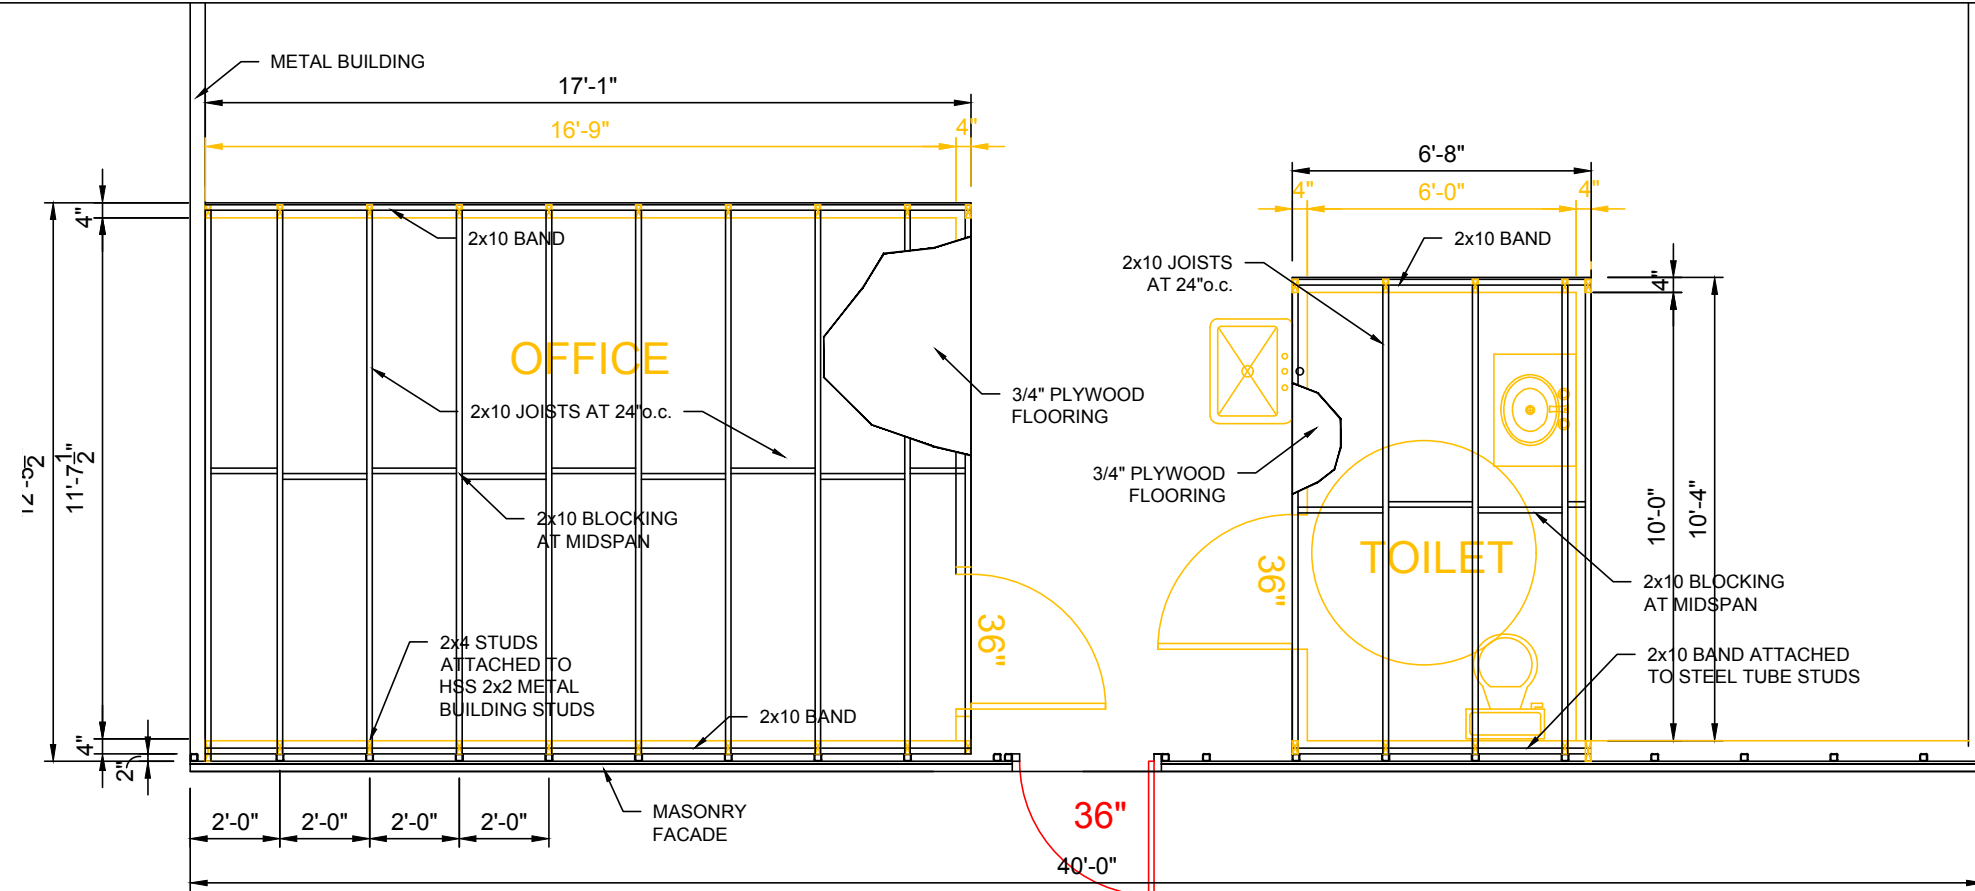 METAL BUILDING
17'-1"
16'-9"
4"
6'-8"
4"
6'-0"
4"
4"
2x10 BAND
2x10 BAND
2x10 JOISTS
AT 24"o.c.
4"
OFFICE
2x10 JOISTS AT 24"o.c.
3/4" PLYWOOD
FLOORING
11'-7 1/2
3/4" PLYWOOD
FLOORING
10'-0"
10'-4"
2x10 BLOCKING
AT MIDSPAN
TOILET
36"
2x10 BLOCKING
AT MIDSPAN
36"
2x4 STUDS
ATTACHED TO
HSS 2x2 METAL
BUILDING STUDS
2x10 BAND ATTACHED
TO STEEL TUBE STUDS
2x10 BAND
4"
2"
2'-0"
2'-0"
2'-0"
2'-0"
MASONRY
FACADE
36"
40'-0"